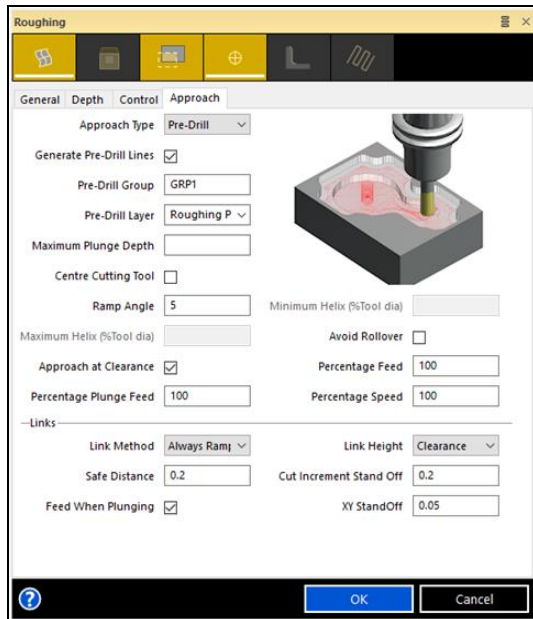 Roughing
General Depth Control Approach
Approach Type Pre-Drill
Generate Pre-Drill Lines
Pre-Drill Group GRP1
Pre-Drill Layer Roughing P
Maximum Plunge Depth
Centre Cutting Tool
Ramp Angle 5 Minimum Helix (%Tool dia)
Maximum Helix (%Tool dia) Avoid Rollover
Approach at Clearance Percentage Feed 100
Percentage Plunge Feed 100 Percentage Speed 100
Links
Link Method Always Ram Link Height Clearance
Safe Distance 0.2 Cut Increment Stand Off 0.2
Feed When Plunging XY StandOff 0.05
? OK Cancel